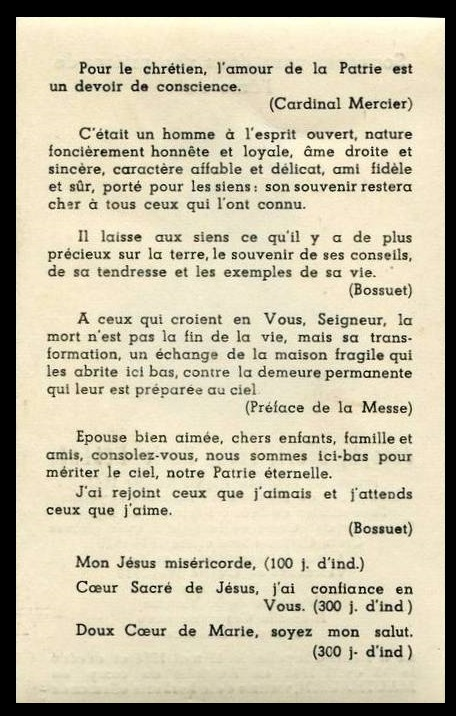 Pour le chrétien, l'amour de la Patrie est
un devoir de conscience.
(Cardinal Mercier)
C'était un homme à l'esprit ouvert, nature
foncièrement honnête et loyale, âme droite et
sincère, caractère affable et délicat, ami fidèle
et sûr, porté pour les siens : son souvenir restera
cher à tous ceux qui l'ont connu.
Il laisse aux siens ce qu'il y a de plus
précieux sur la terre, le souvenir de ses conseils,
de sa tendresse et les exemples de sa vie.
(Bossuet)
A ceux qui croient en Vous, Seigneur, la
mort n'est pas la fin de la vie, mais sa trans-
formation, un échange de la maison fragile qui
les abrite ici bas, contre la demeure permanente
qui leur est préparée au ciel
(Préface de la Messe)
Epouse bien aimée, chers enfants, famille et
amis, consolez-vous, nous sommes ici-bas pour
mériter le ciel, notre Patrie éternelle.
J'ai rejoint ceux que j'aimais et j'attends
ceux que j'aime.
(Bossuet)
Mon Jésus miséricorde, (100 j. d'ind.)
Cœur Sacré de Jésus, j'ai confiance en
Vous. (300 j. d'ind )
Doux Cœur de Marie, soyez mon salut.
(300 j- d'ind )